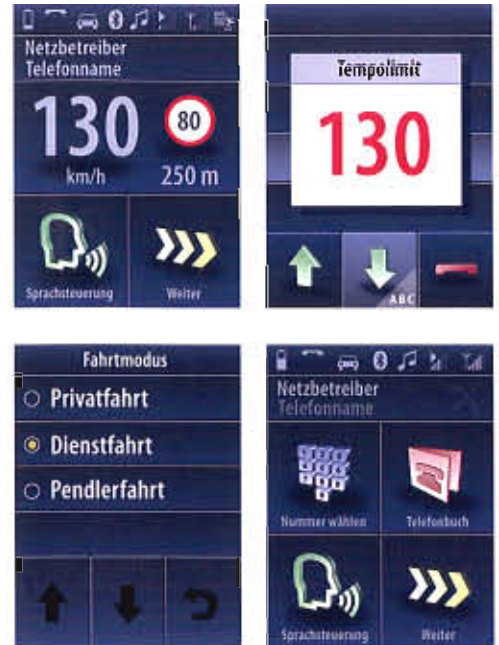 Netzbetreiber
Telefonname
130
80
km/h
250 m
Sprachsteuerung
Weiter
Tempolimit
130
ABC
Fahrtmodus
Privatfahrt
Dienstfahrt
Pendlerfahrt
Netzbetreiber
Telefonname
Nummer wählen
Telefonbuch
Sprachsteuerung
Weiter